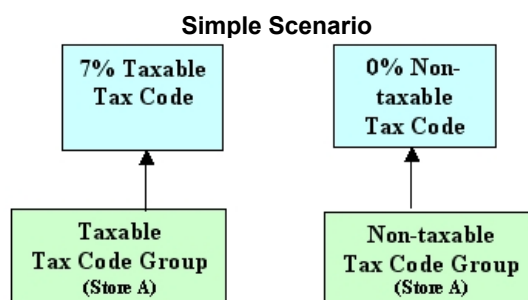 Simple Scenario
7% Taxable
Tax Code
0% Non-
taxable
Tax Code
Taxable
Tax Code Group
(Store A)
Non-taxable
Tax Code Group
(Store A)